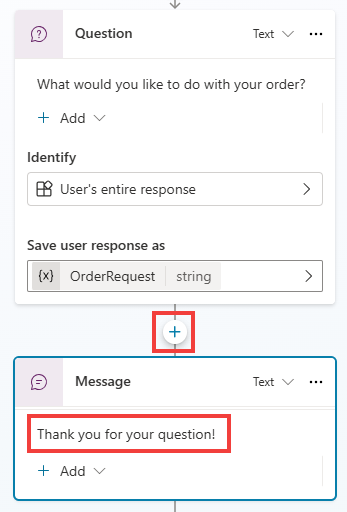 Question Text
What would you like to do with your order?
Add
Identify
User's entire response
Save user response as
{x} OrderRequest string
Message Text
Thank you for your question!
Add